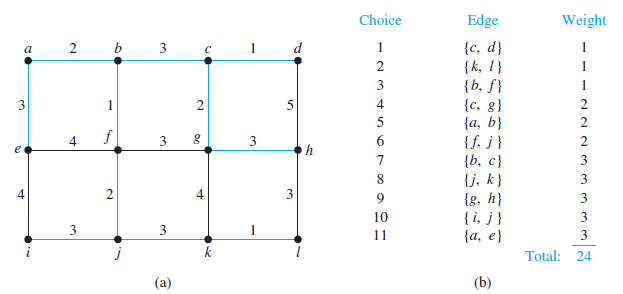 Choice Edge Weight
a 2 b 3 c 1 d
1 {c, d} 1
2 {k, l} 1
3 {b, f} 1
3 1 2 5
4 {c, g} 2
5 {a, b} 2
e 4 f 3 g 3 h
6 {f, j} 2
7 {b, c} 3
8 {j, k} 3
4 2 4 3
9 {g, h} 3
10 {i, j} 3
i 3 j 3 k 1 l
11 {a, e} 3
Total: 24
(a) (b)